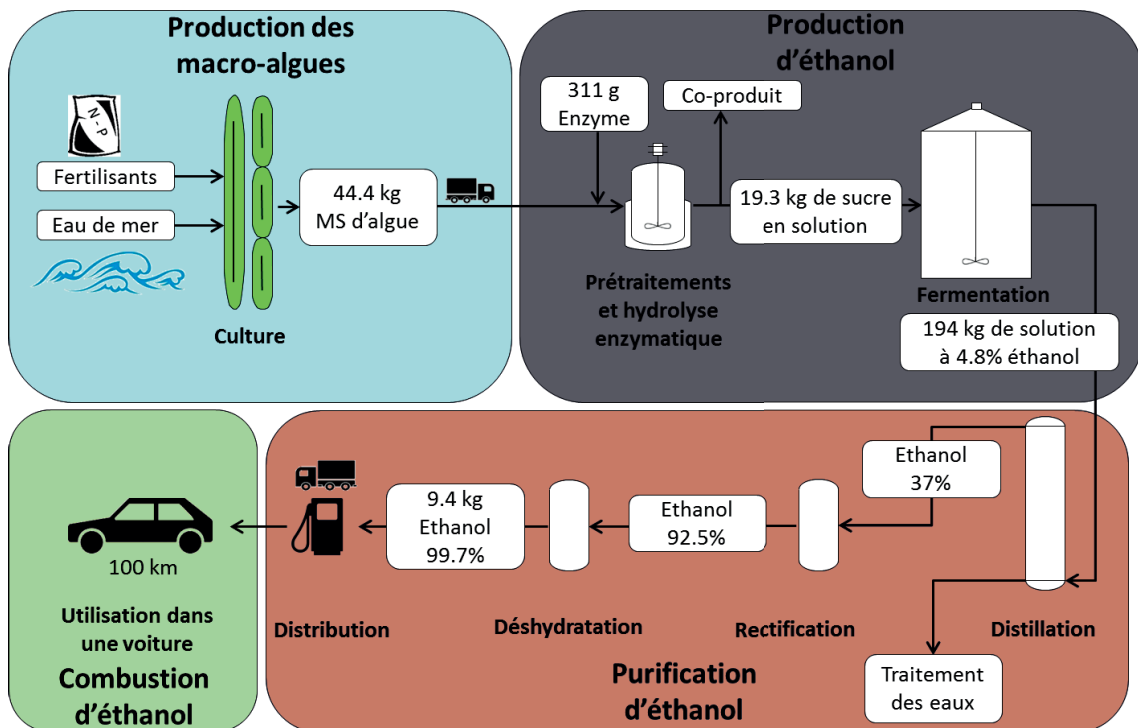 Production des
macro-algues
N - P
Fertilisants
Eau de mer
Culture
44.4 kg
MS d'algue
Production
d'éthanol
311 g
Enzyme
Co-produit
Prétraitements
et hydrolyse
enzymatique
19.3 kg de sucre
en solution
Fermentation
194 kg de solution
à 4.8% éthanol
Ethanol
37%
Distillation
Traitement
des eaux
Rectification
Ethanol
92.5%
Déshydratation
9.4 kg
Ethanol
99.7%
Distribution
Purification
d'éthanol
100 km
Utilisation dans
une voiture
Combustion
d'éthanol